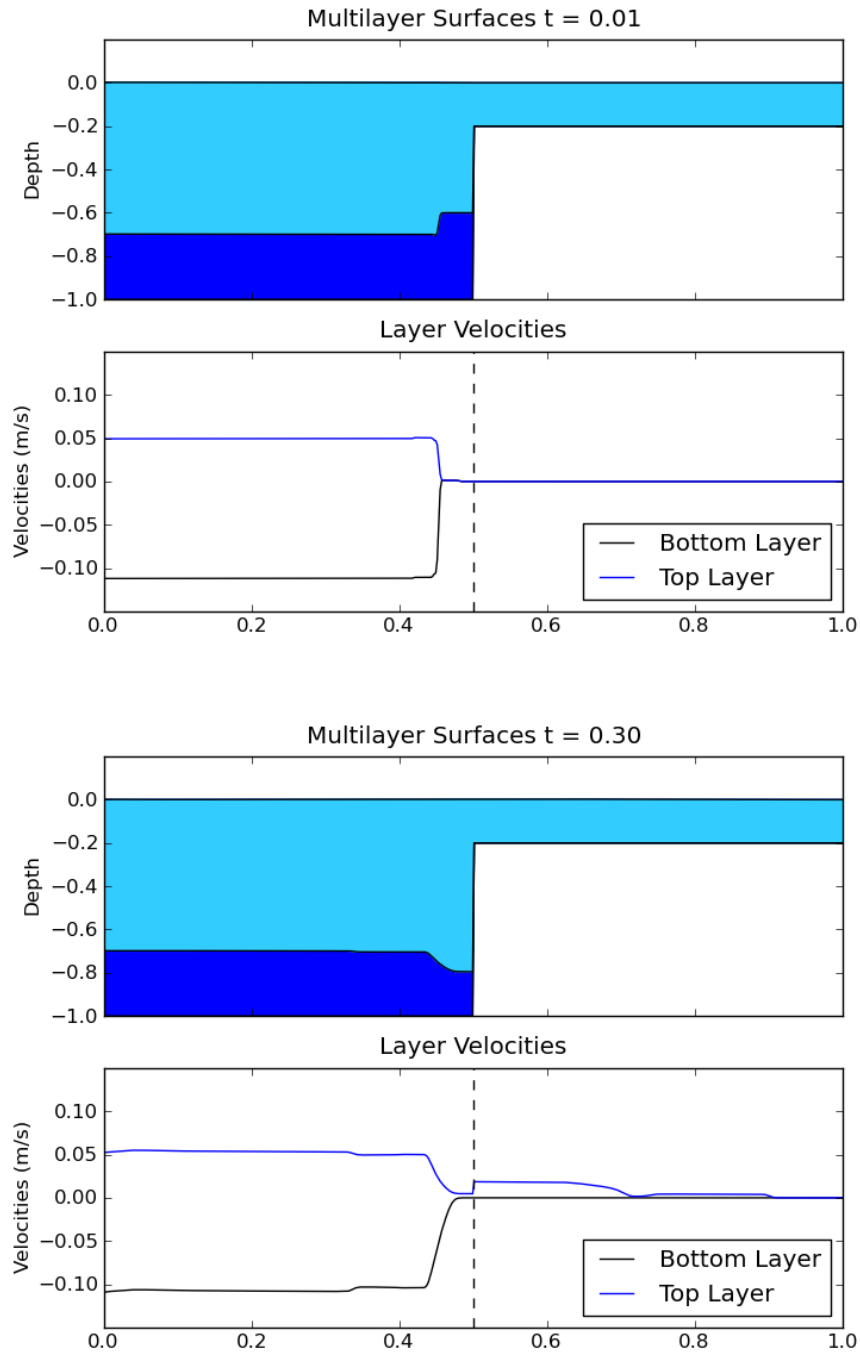 Multilayer Surfaces t = 0.01
0.0
−0.2
−0.4
−0.6
−0.8
−1.0
Depth
Layer Velocities
0.10
0.05
0.00
−0.05
−0.10
Velocities (m/s)
Bottom Layer
Top Layer
0.0 0.2 0.4 0.6 0.8 1.0
Multilayer Surfaces t = 0.30
0.0
−0.2
−0.4
−0.6
−0.8
−1.0
Depth
Layer Velocities
0.10
0.05
0.00
−0.05
−0.10
Velocities (m/s)
Bottom Layer
Top Layer
0.0 0.2 0.4 0.6 0.8 1.0